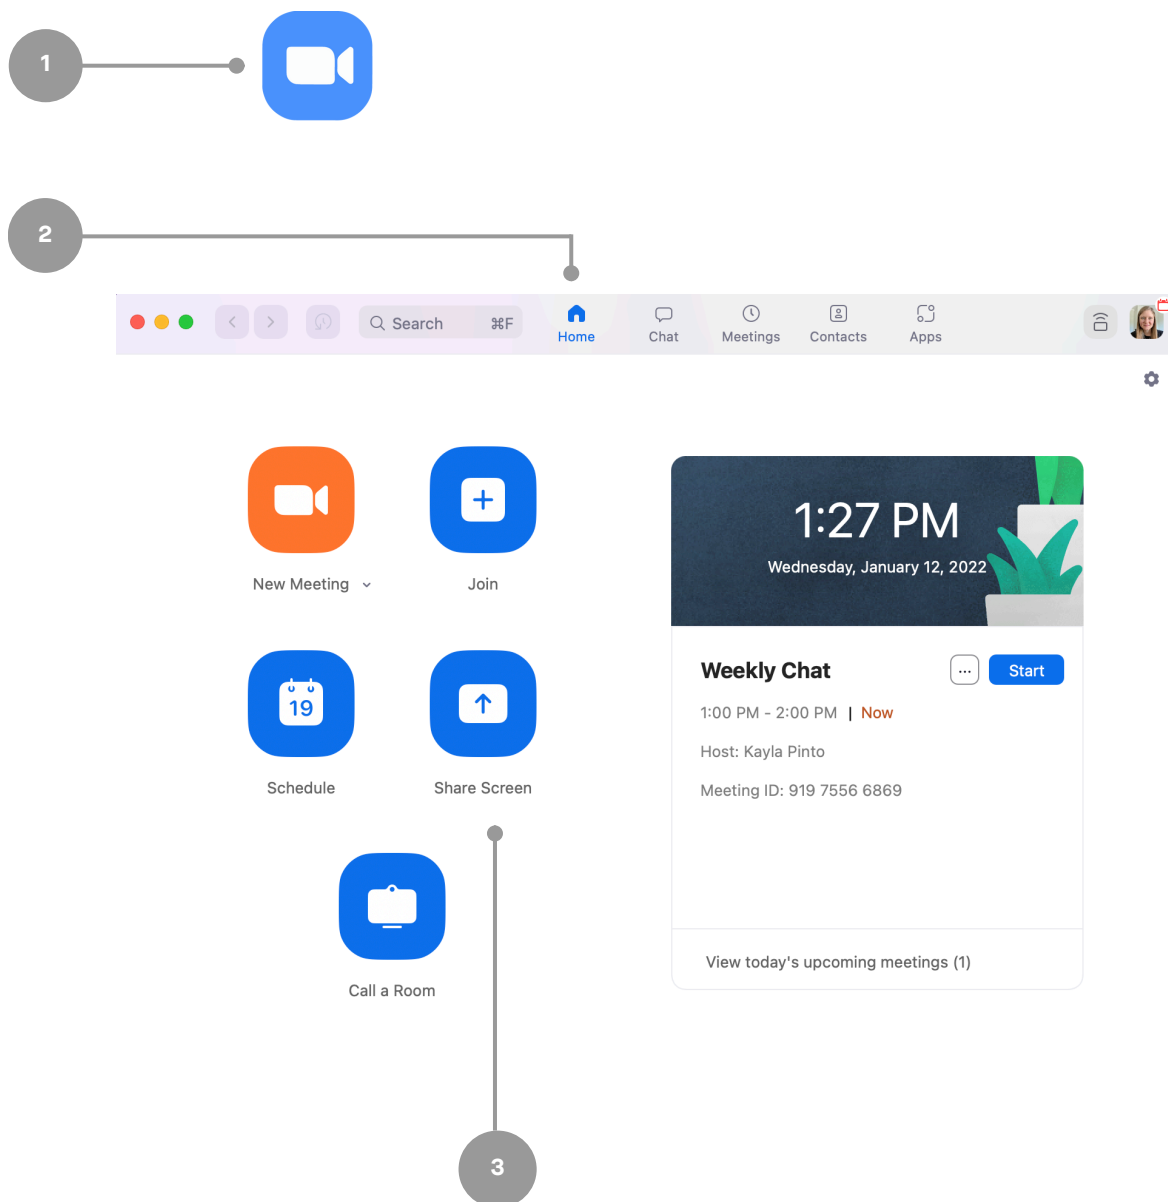 1
2
Search ⌘F
Home
Chat
Meetings
Contacts
Apps
New Meeting
Join
1:27 PM
Wednesday, January 12, 2022
Weekly Chat
...
Start
1:00 PM - 2:00 PM | Now
Host: Kayla Pinto
Meeting ID: 919 7556 6869
19
Schedule
Share Screen
Call a Room
View today's upcoming meetings (1)
3